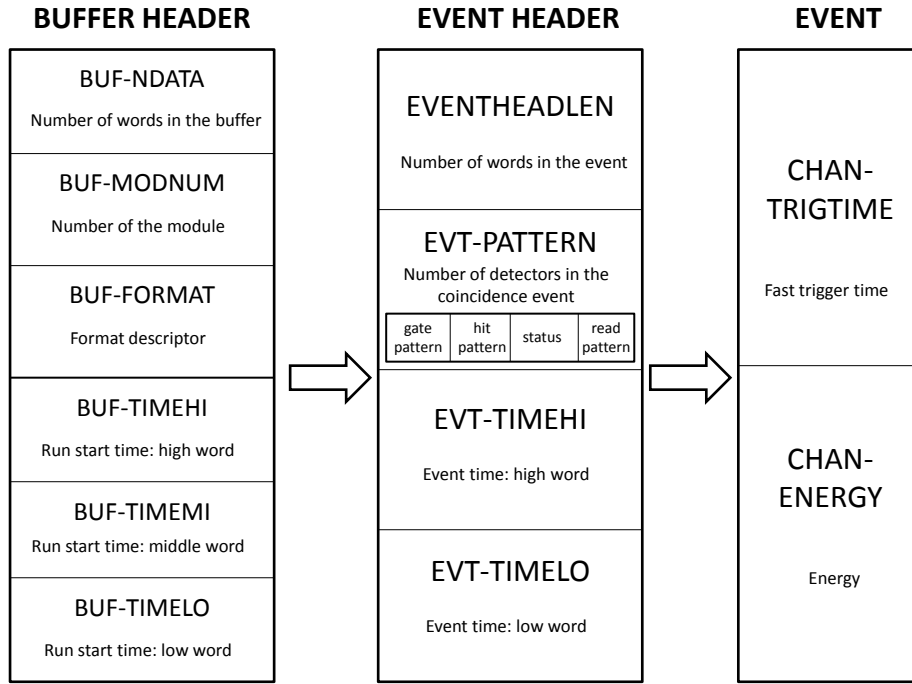 BUFFER HEADER
BUF-NDATA
Number of words in the buffer
BUF-MODNUM
Number of the module
BUF-FORMAT
Format descriptor
BUF-TIMEHI
Run start time: high word
BUF-TIMEMI
Run start time: middle word
BUF-TIMELO
Run start time: low word
EVENT HEADER
EVENTHEADLEN
Number of words in the event
EVT-PATTERN
Number of detectors in the
coincidence event
gate
pattern
hit
pattern
status
read
pattern
EVT-TIMEHI
Event time: high word
EVT-TIMELO
Event time: low word
EVENT
CHAN-
TRIGTIME
Fast trigger time
CHAN-
ENERGY
Energy